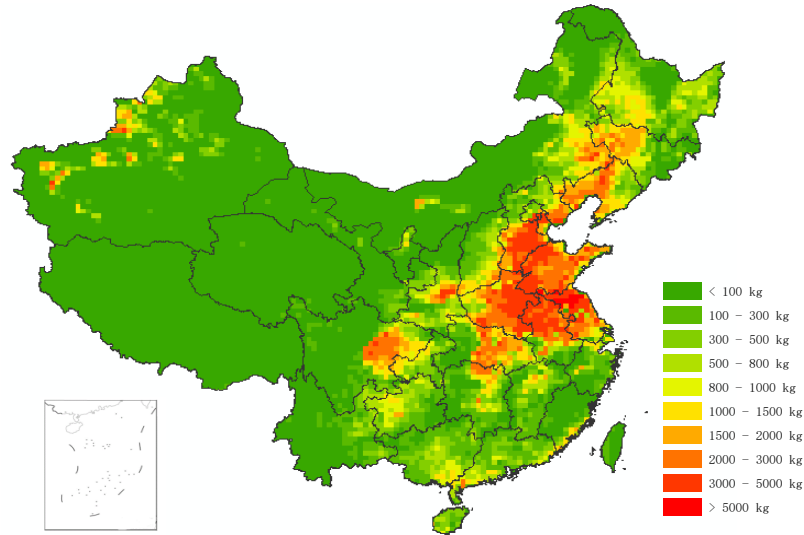 < 100 kg
100 - 300 kg
300 - 500 kg
500 - 800 kg
800 - 1000 kg
1000 - 1500 kg
1500 - 2000 kg
2000 - 3000 kg
3000 - 5000 kg
> 5000 kg